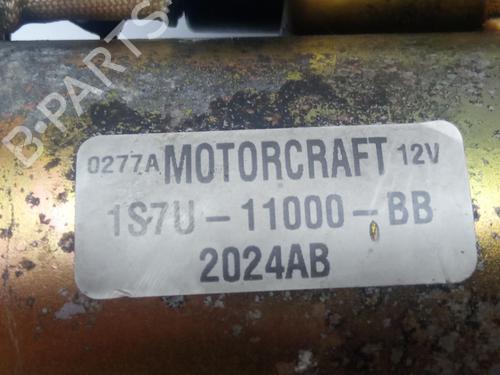 B-PARTS
0277A MOTORCRAFT 12V
1S7U-11000-BB
2024AB